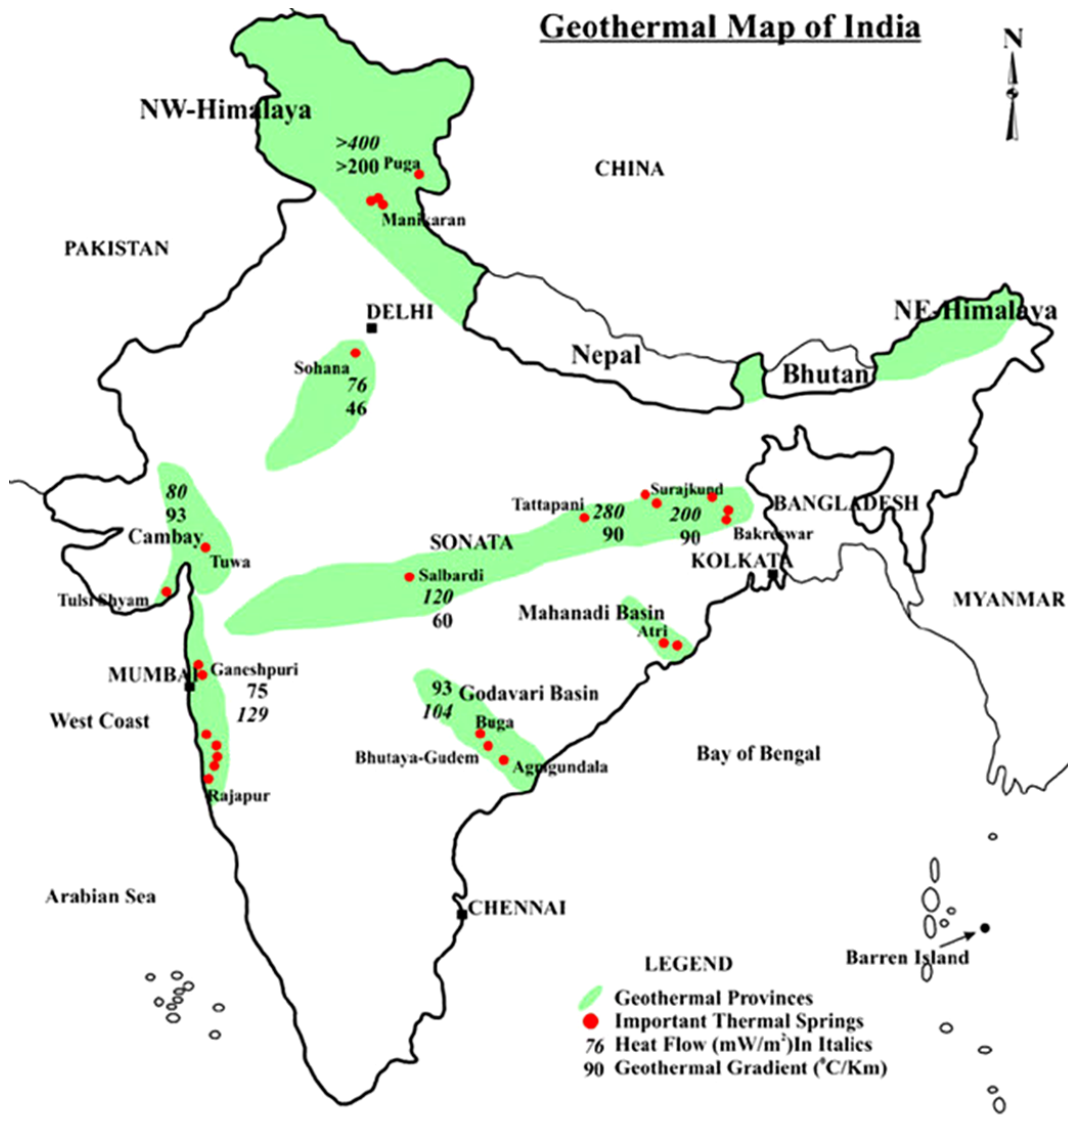 Geothermal Map of India
N
NW-Himalaya
>400
>200 Puga
CHINA
Manikaran
PAKISTAN
DELHI
NE-Himalaya
Nepal
Bhutan
Sohana
76
46
80
93
Cambay
Tuwa
Tulsi Shyam
Tattapani
Surajkund
280
90
200
90
BANGLADESH
Bakreswar
SONATA
KOLKATA
Salbardi
120
60
MYANMAR
Mahanadi Basin
Atri
MUMBAI
Ganeshpuri
75
129
West Coast
93
104
Godavari Basin
Buga
Bhutaya-Gudem
Agnigundala
Bay of Bengal
Rajapur
Arabian Sea
CHENNAI
Barren Island
LEGEND
Geothermal Provinces
Important Thermal Springs
76 Heat Flow (mW/m²)In Italics
90 Geothermal Gradient (°C/Km)